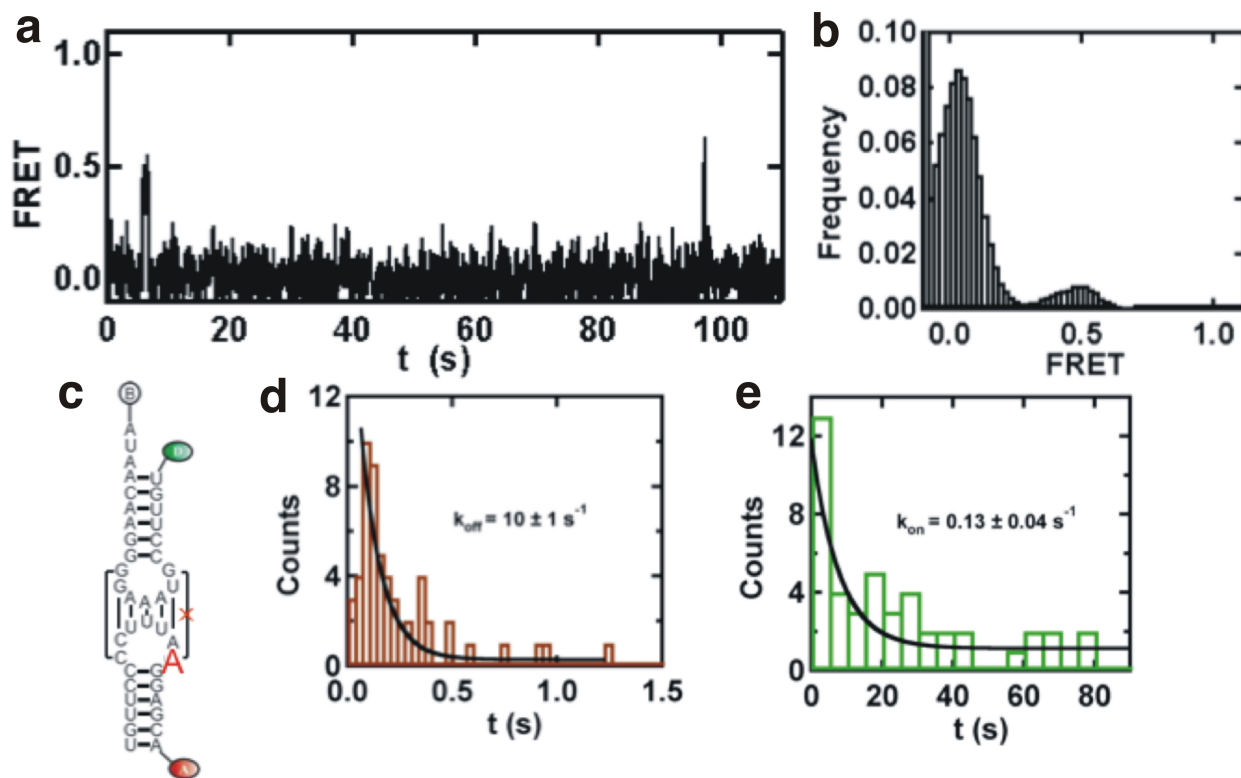 a
1.0
0.5
0.0
FRET
0
20
40
60
80
100
t (s)
b
0.10
0.08
0.06
0.04
0.02
0.00
Frequency
0.0
0.5
1.0
FRET
c
B
A
U
A
A
D
C U
A G
A U
G U
G C
G C
G G
G U
A A A
U U U
C A
C A
C G
C G
C A
U G
U C
G A
U
A
d
12
8
4
0
Counts
koff = 10 ± 1 s-1
0.0
0.5
1.0
1.5
t (s)
e
12
8
4
0
Counts
kon = 0.13 ± 0.04 s-1
0
20
40
60
80
t (s)